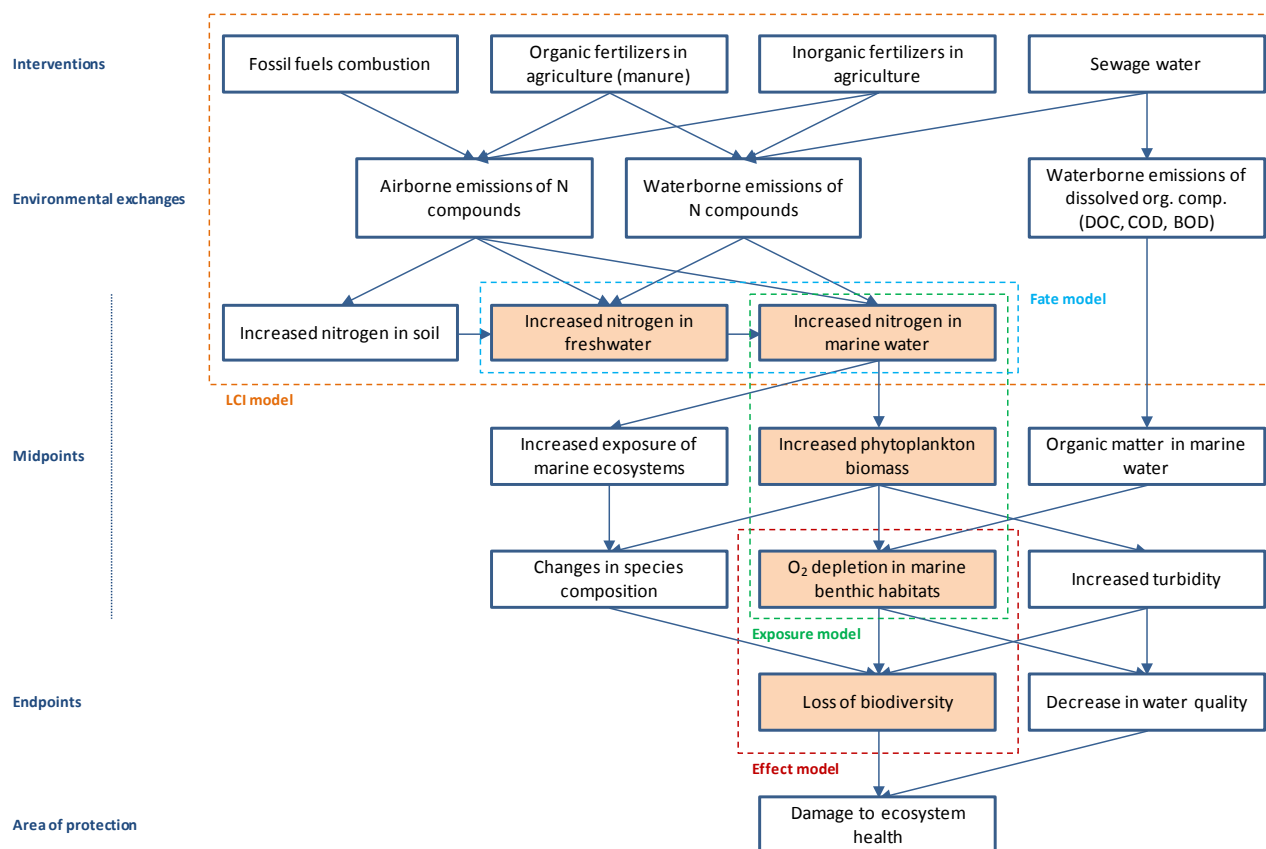 Interventions
Fossil fuels combustion
Organic fertilizers in
agriculture (manure)
Inorganic fertilizers in
agriculture
Sewage water
Environmental exchanges
Airborne emissions of N
compounds
Waterborne emissions of
N compounds
Waterborne emissions of
dissolved org. comp.
(DOC, COD, BOD)
Fate model
Increased nitrogen in soil
Increased nitrogen in
freshwater
Increased nitrogen in
marine water
LCI model
Midpoints
Increased exposure of
marine ecosystems
Increased phytoplankton
biomass
Organic matter in marine
water
Changes in species
composition
O₂ depletion in marine
benthic habitats
Increased turbidity
Exposure model
Endpoints
Loss of biodiversity
Decrease in water quality
Effect model
Area of protection
Damage to ecosystem
health